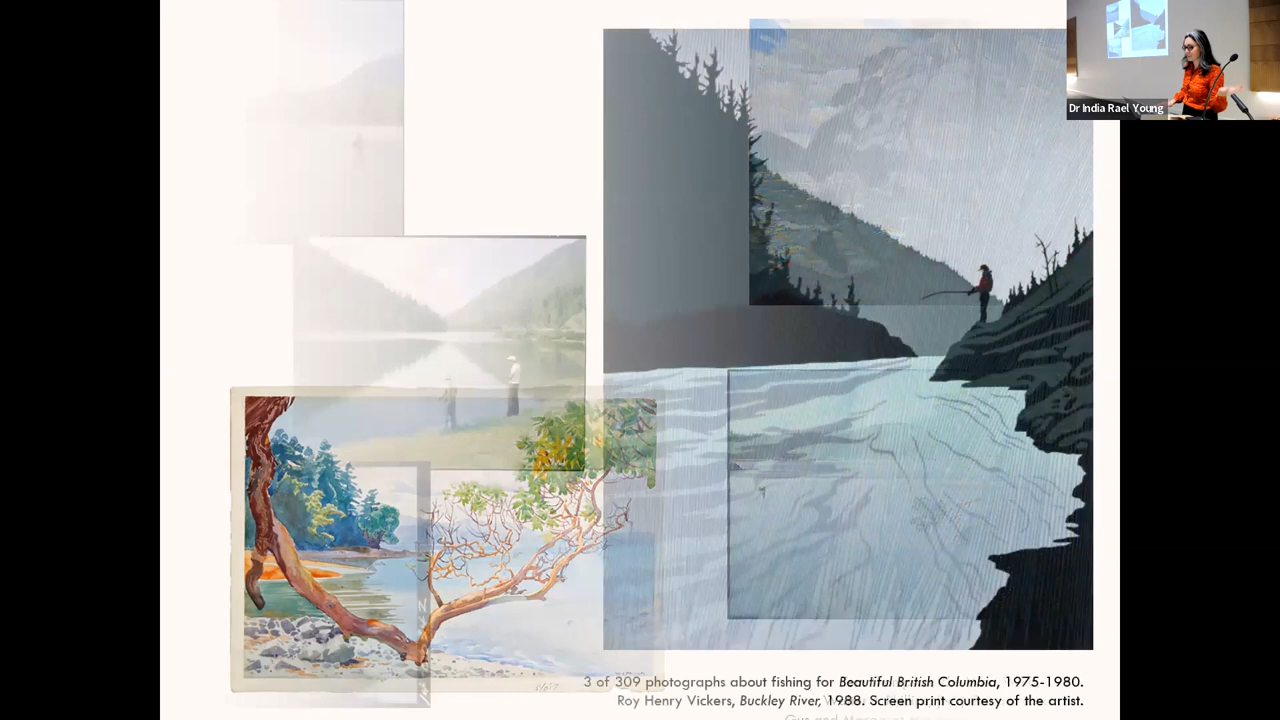 Dr India Rael Young
3 of 309 photographs about fishing for Beautiful British Columbia, 1975-1980.
Roy Henry Vickers, Buckley River, 1988. Screen print courtesy of the artist.